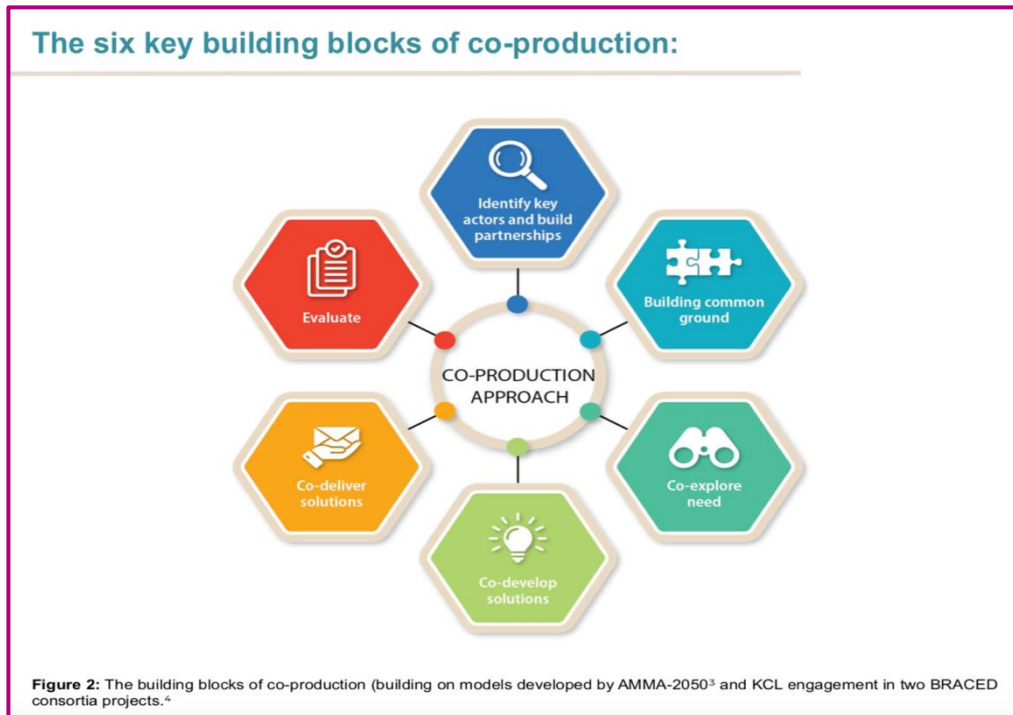 The six key building blocks of co-production:
Identify key
actors and build
partnerships
Building common
ground
Co-explore
need
Co-develop
solutions
Co-deliver
solutions
Evaluate
CO-PRODUCTION
APPROACH
Figure 2: The building blocks of co-production (building on models developed by AMMA-2050³ and KCL engagement in two BRACED
consortia projects.⁴